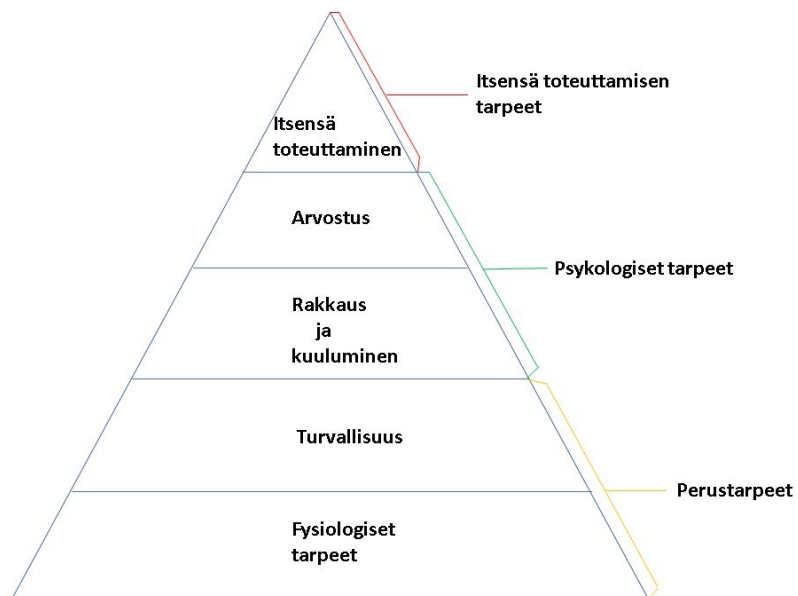 Itsensä toteuttamisen
tarpeet
Itsensä
toteuttaminen
Arvostus
Psykologiset tarpeet
Rakkaus
ja
kuuluminen
Turvallisuus
Perustarpeet
Fysiologiset
tarpeet